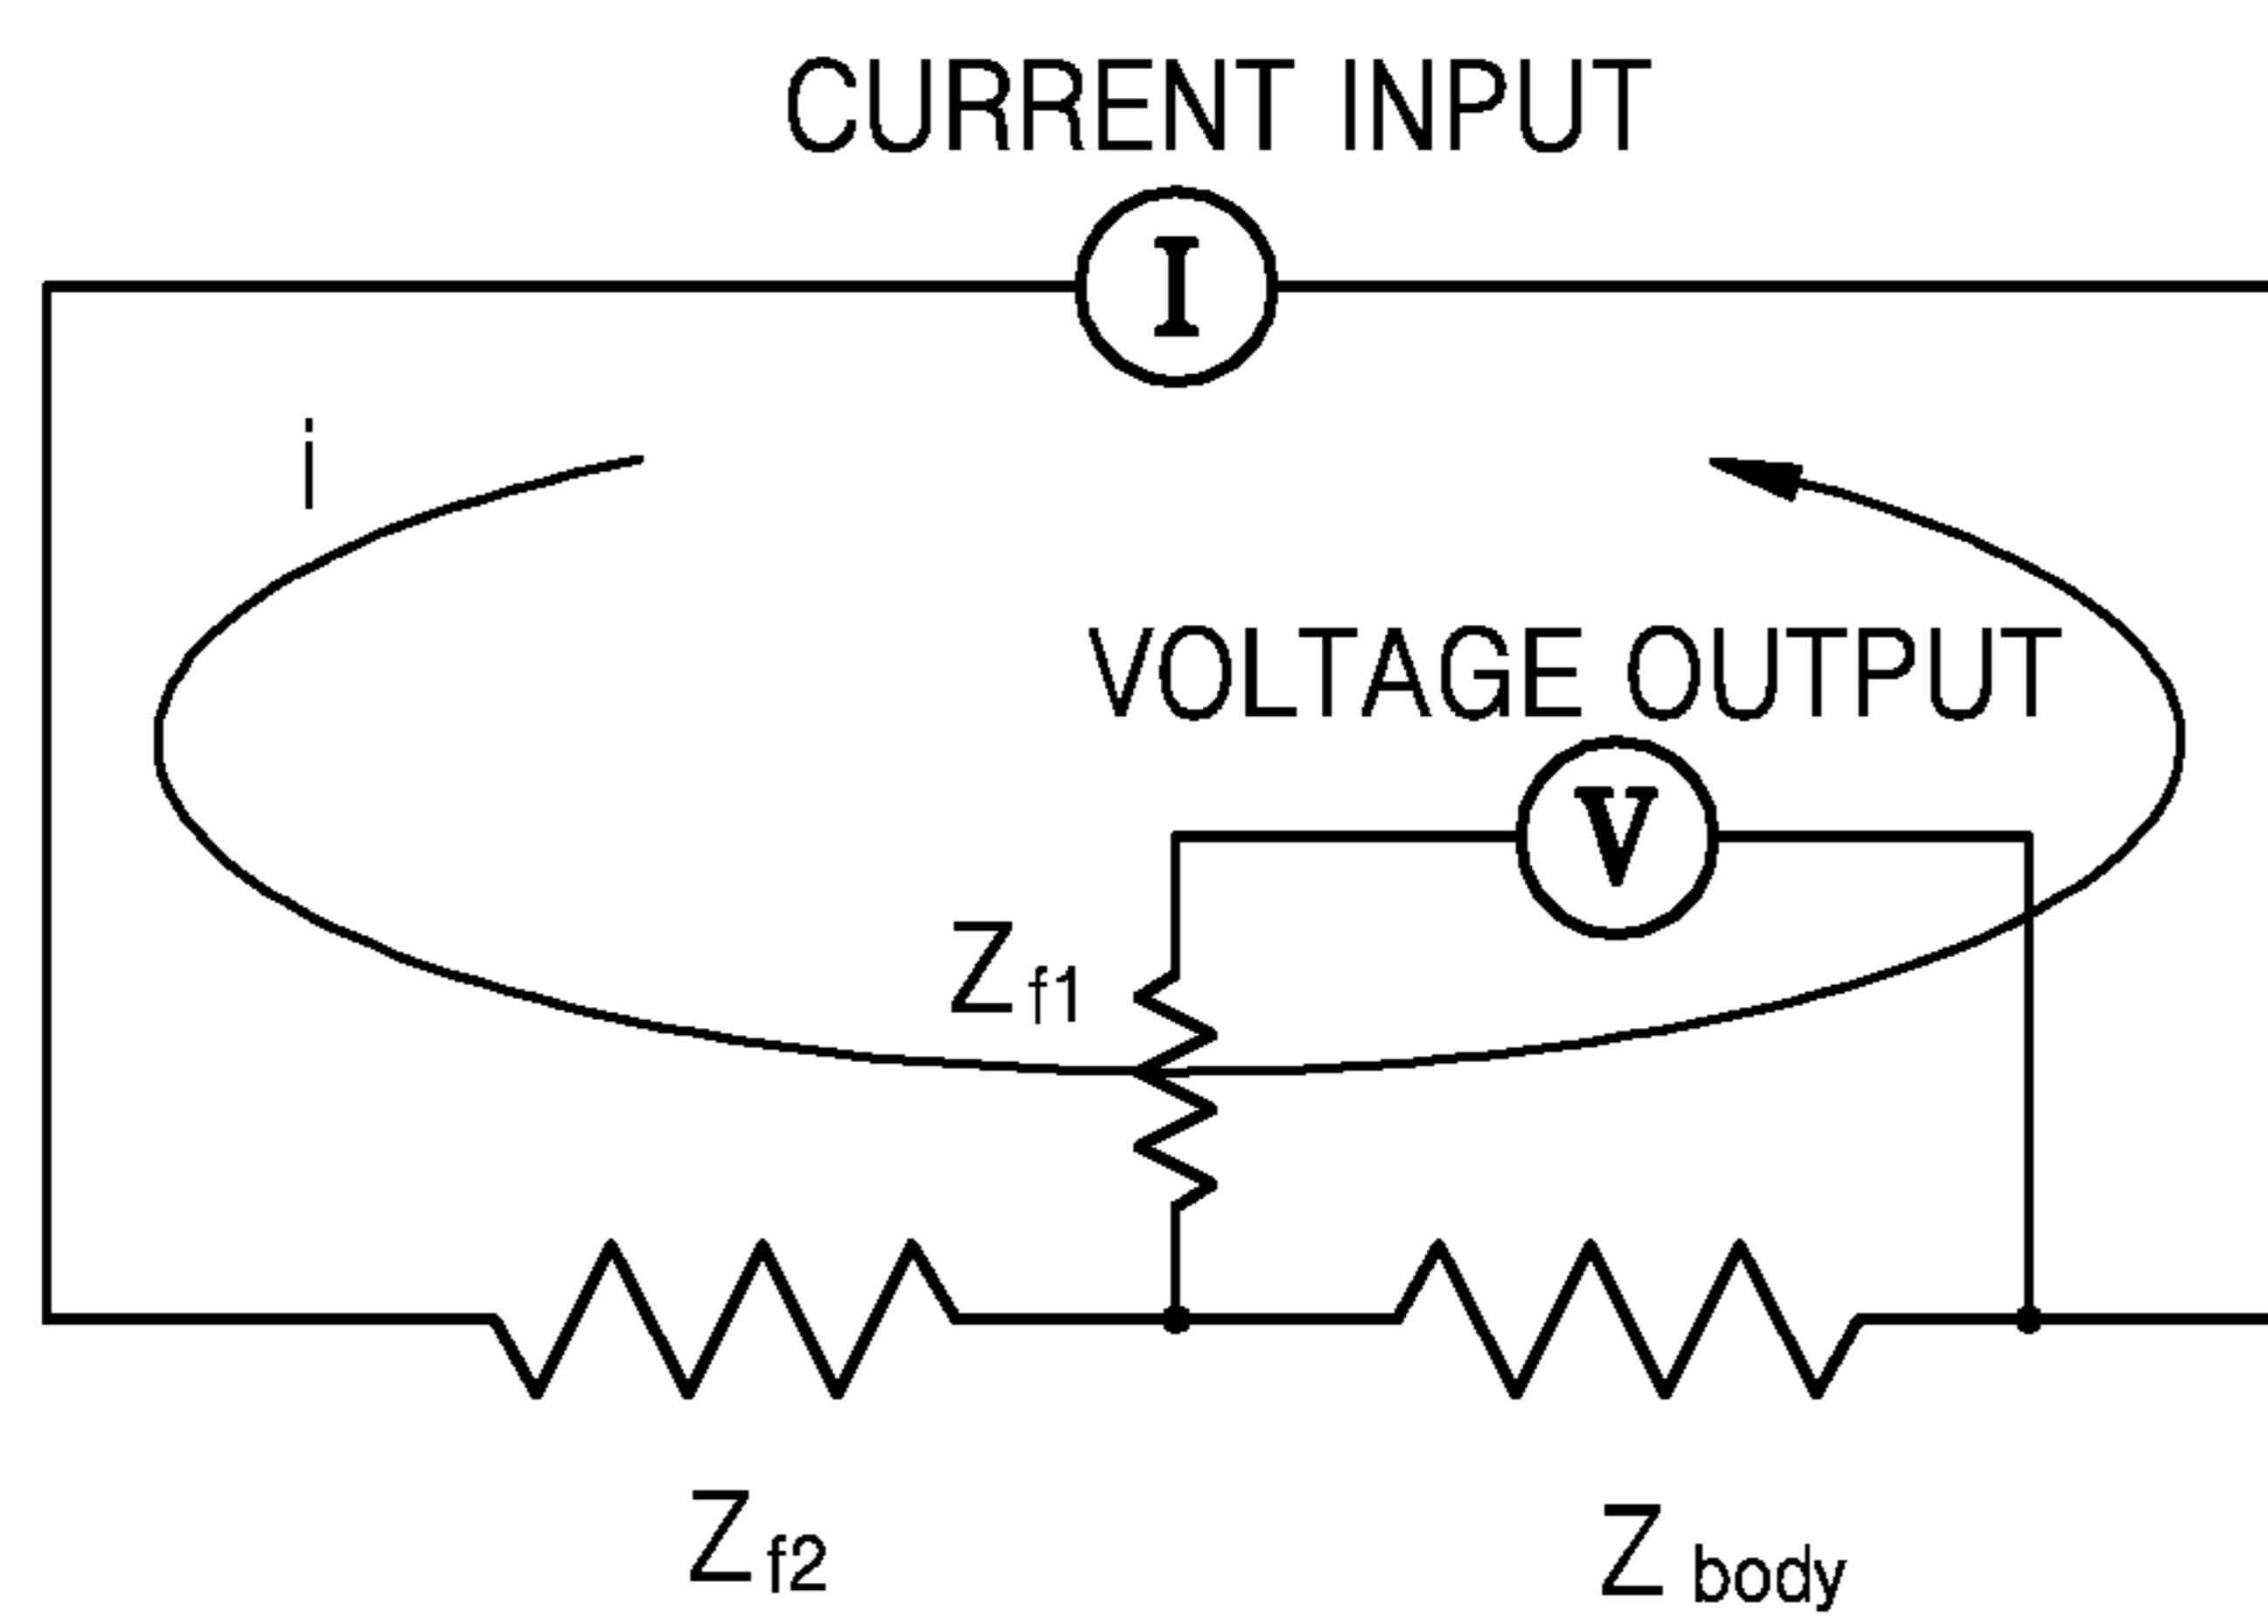 CURRENT INPUT
I
i
VOLTAGE OUTPUT
V
Zf1
Zf2
Zbody